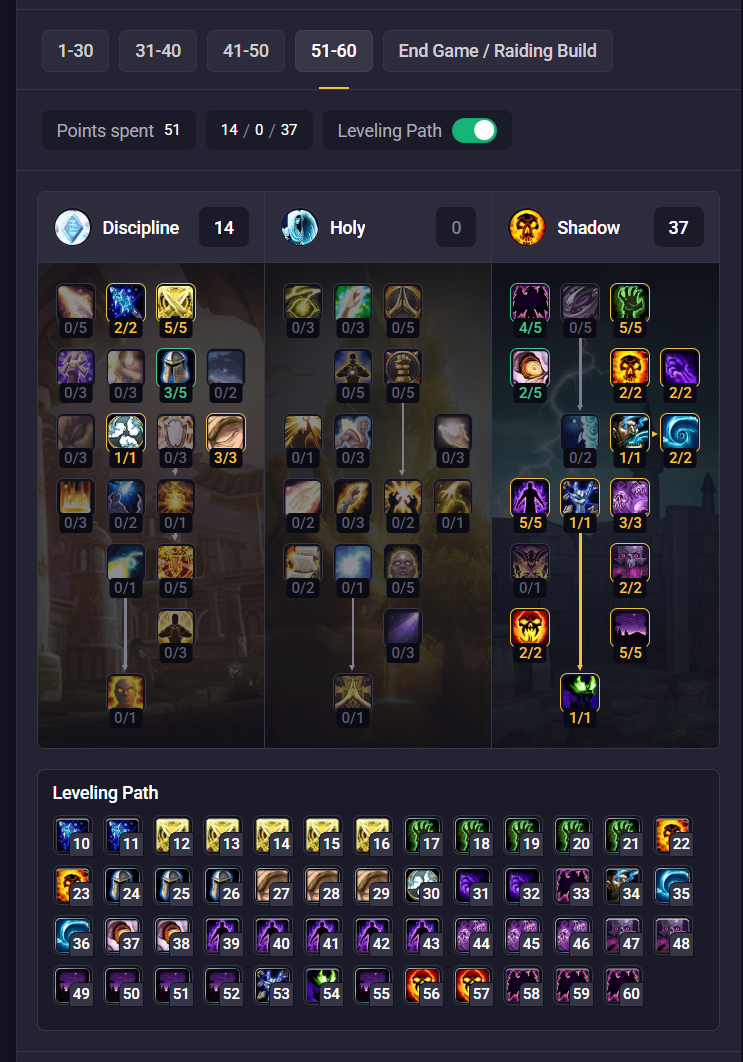 1-30 31-40 41-50 51-60 End Game / Raiding Build
Points spent 51 14 / 0 / 37 Leveling Path
Discipline 14 Holy 0 Shadow 37
0/5 2/2 5/5 0/3 0/3 0/5 4/5 0/5 5/5
0/3 0/3 3/5 0/2 0/5 0/5 2/5 2/2 2/2
0/3 1/1 0/3 3/3 0/1 0/3 0/3 0/2 1/1 2/2
0/3 0/2 0/1 0/2 0/3 0/2 0/1 5/5 1/1 3/3
0/1 0/5 0/2 0/1 0/5 0/1 2/2
0/3 0/3 2/2 5/5
0/1 0/1 1/1
Leveling Path
10 11 12 13 14 15 16 17 18 19 20 21 22
23 24 25 26 27 28 29 30 31 32 33 34 35
36 37 38 39 40 41 42 43 44 45 46 47 48
49 50 51 52 53 54 55 56 57 58 59 60